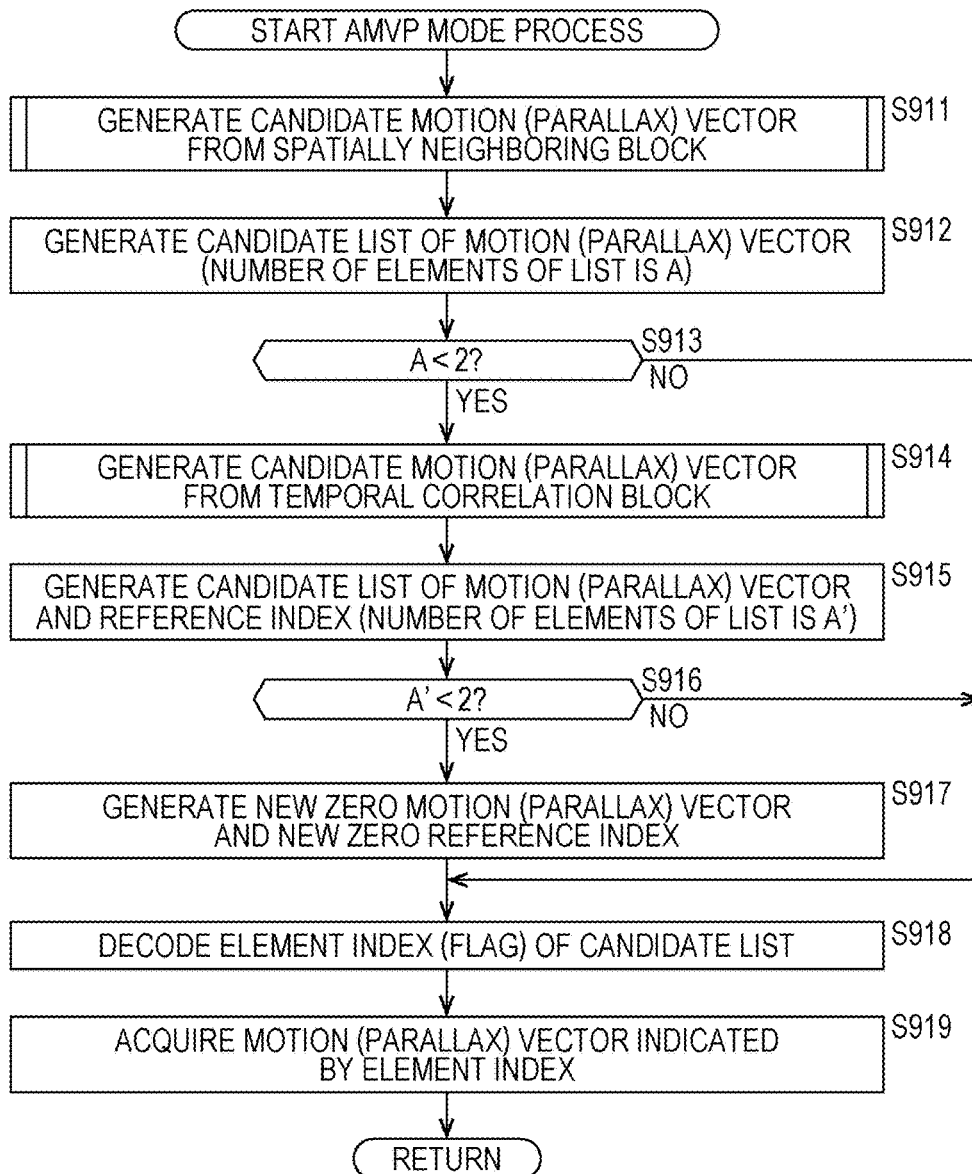 START AMVP MODE PROCESS
S911
GENERATE CANDIDATE MOTION (PARALLAX) VECTOR
FROM SPATIALLY NEIGHBORING BLOCK
S912
GENERATE CANDIDATE LIST OF MOTION (PARALLAX) VECTOR
(NUMBER OF ELEMENTS OF LIST IS A)
S913
A < 2?
NO
YES
S914
GENERATE CANDIDATE MOTION (PARALLAX) VECTOR
FROM TEMPORAL CORRELATION BLOCK
S915
GENERATE CANDIDATE LIST OF MOTION (PARALLAX) VECTOR
AND REFERENCE INDEX (NUMBER OF ELEMENTS OF LIST IS A')
S916
A' < 2?
NO
YES
S917
GENERATE NEW ZERO MOTION (PARALLAX) VECTOR
AND NEW ZERO REFERENCE INDEX
S918
DECODE ELEMENT INDEX (FLAG) OF CANDIDATE LIST
S919
ACQUIRE MOTION (PARALLAX) VECTOR INDICATED
BY ELEMENT INDEX
RETURN